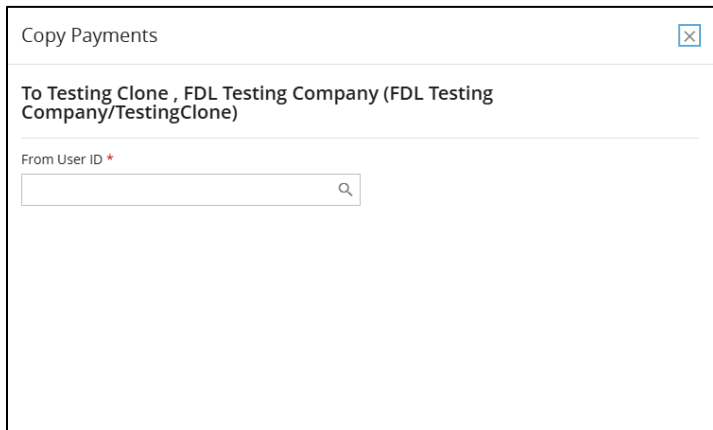 Copy Payments
To Testing Clone , FDL Testing Company (FDL Testing
Company/TestingClone)
From User ID *